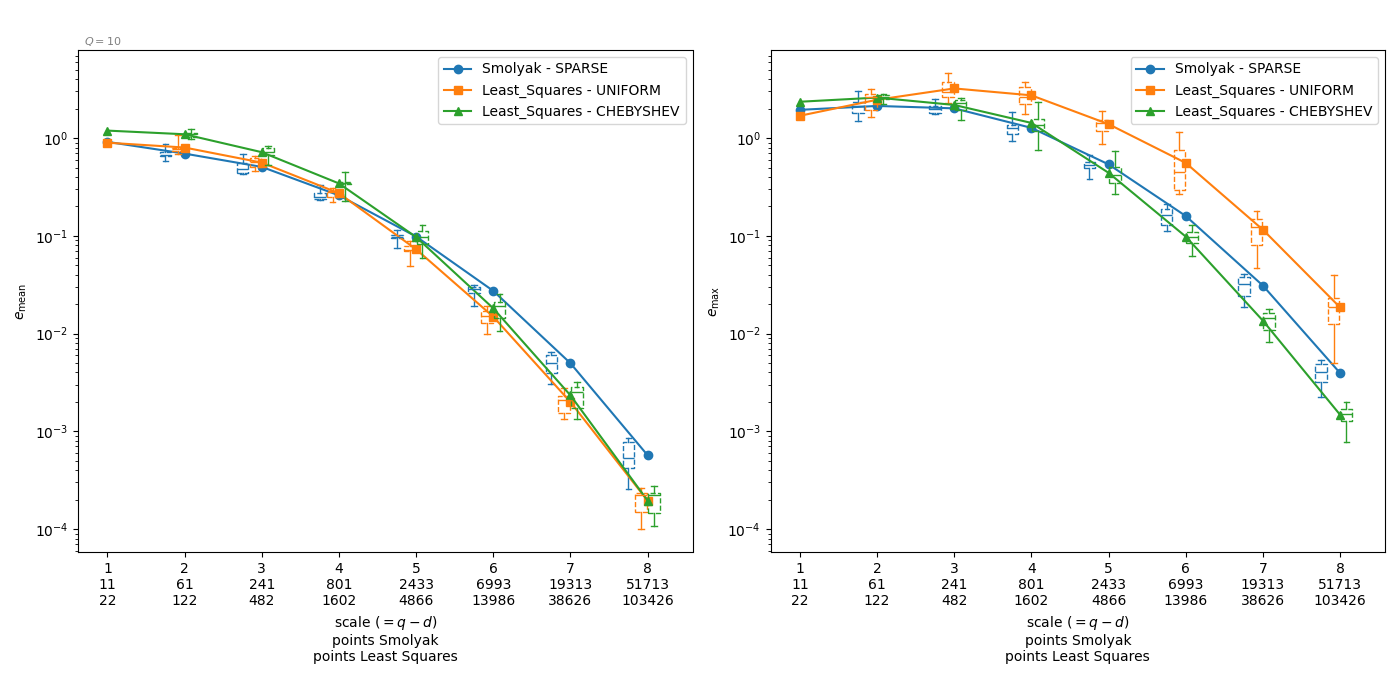 Q = 10
Smolyak - SPARSE
Least_Squares - UNIFORM
Least_Squares - CHEBYSHEV
10⁰
10⁻¹
10⁻²
10⁻³
10⁻⁴
e_mean
1 2 3 4 5 6 7 8
11 61 241 801 2433 6993 19313 51713
22 122 482 1602 4866 13986 38626 103426
scale (= q − d)
points Smolyak
points Least Squares
Smolyak - SPARSE
Least_Squares - UNIFORM
Least_Squares - CHEBYSHEV
10⁰
10⁻¹
10⁻²
10⁻³
10⁻⁴
e_max
1 2 3 4 5 6 7 8
11 61 241 801 2433 6993 19313 51713
22 122 482 1602 4866 13986 38626 103426
scale (= q − d)
points Smolyak
points Least Squares